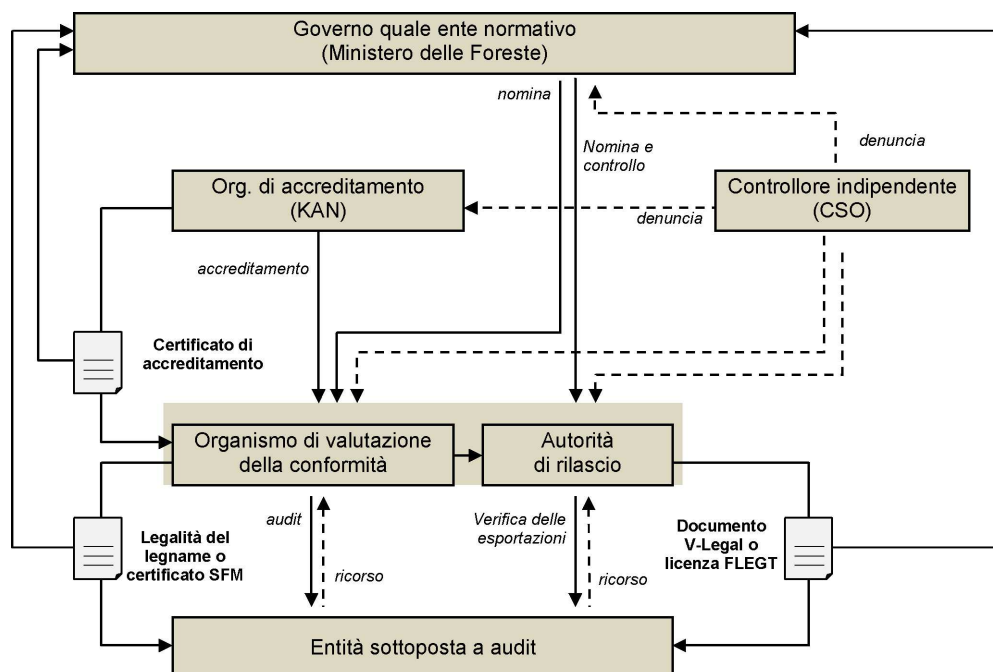 Governo quale ente normativo
(Ministero delle Foreste)
nomina
Nomina e
controllo
denuncia
Org. di accreditamento
(KAN)
Controllore indipendente
(CSO)
denuncia
accreditamento
Certificato di
accreditamento
Organismo di valutazione
della conformità
Autorità
di rilascio
audit
ricorso
Verifica delle
esportazioni
ricorso
Legalità del
legname o
certificato SFM
Documento
V-Legal o
licenza FLEGT
Entità sottoposta a audit